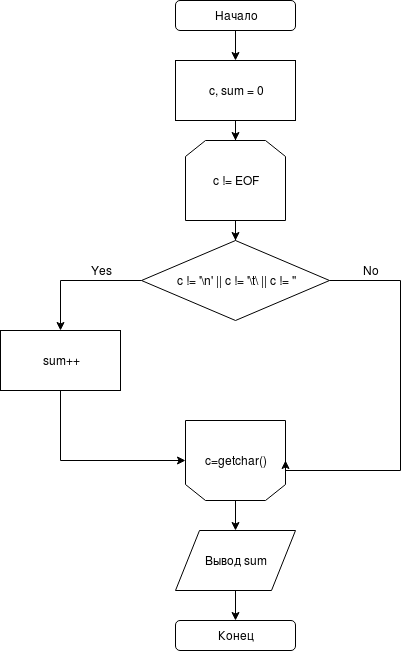 Начало
c, sum = 0
c != EOF
c != '\n' || c != '\t\ || c != ''
Yes
No
sum++
c=getchar()
Вывод sum
Конец